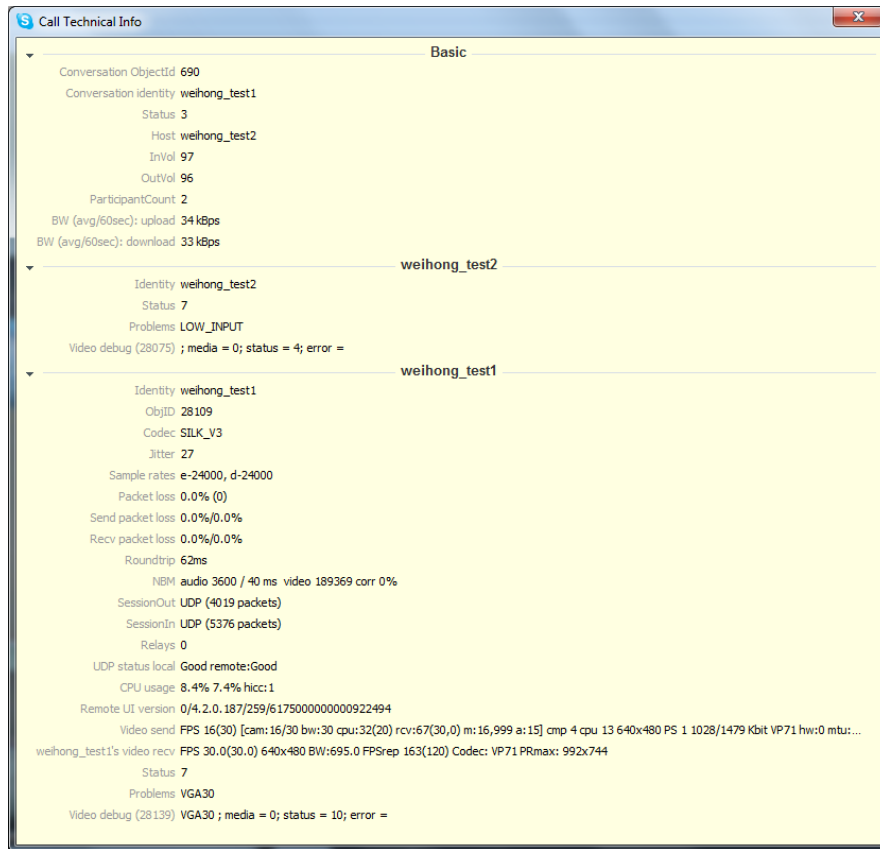 Call Technical Info
Basic
Conversation ObjectId 690
Conversation identity weihong_test1
Status 3
Host weihong_test2
InVol 97
OutVol 96
ParticipantCount 2
BW (avg/60sec): upload 34 kBps
BW (avg/60sec): download 33 kBps
weihong_test2
Identity weihong_test2
Status 7
Problems LOW_INPUT
Video debug (28075) ; media = 0; status = 4; error =
weihong_test1
Identity weihong_test1
ObjID 28109
Codec SILK_V3
Jitter 27
Sample rates e-24000, d-24000
Packet loss 0.0% (0)
Send packet loss 0.0%/0.0%
Recv packet loss 0.0%/0.0%
Roundtrip 62ms
NBM audio 3600 / 40 ms video 189369 corr 0%
SessionOut UDP (4019 packets)
SessionIn UDP (5376 packets)
Relays 0
UDP status local Good remote:Good
CPU usage 8.4% 7.4% hicc:1
Remote UI version 0/4.2.0.187/259/6175000000000922494
Video send FPS 16(30) [cam:16/30 bw:30 cpu:32(20) rcv:67(30,0) m:16,999 a:15] cmp 4 cpu 13 640x480 PS 1 1028/1479 Kbit VP71 hw:0 mtu:...
weihong_test1's video recv FPS 30.0(30.0) 640x480 BW:695.0 FPSrep 163(120) Codec: VP71 PRmax: 992x744
Status 7
Problems VGA30
Video debug (28139) VGA30 ; media = 0; status = 10; error =